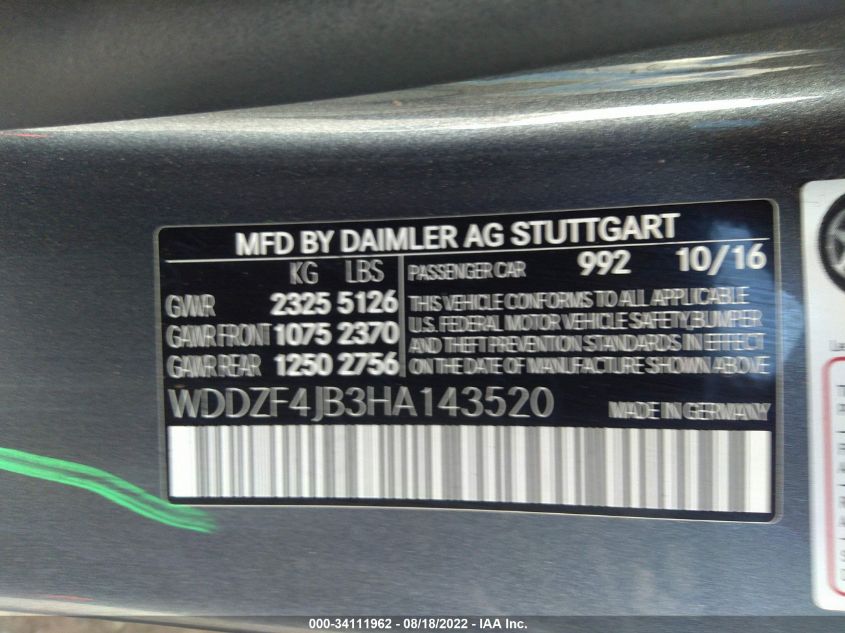 MFD BY DAIMLER AG STUTTGART
KG LBS
GVWR 2325 5126
GAWR FRONT 1075 2370
GAWR REAR 1250 2756
PASSENGER CAR 992 10/16
THIS VEHICLE CONFORMS TO ALL APPLICABLE
U.S. FEDERAL MOTOR VEHICLE SAFETY, BUMPER
AND THEFT PREVENTION STANDARDS IN EFFECT
ON THE DATE OF MANUFACTURE SHOWN ABOVE
WDDZF4JB3HA143520 MADE IN GERMANY
000-34111962 - 08/18/2022 - IAA Inc.